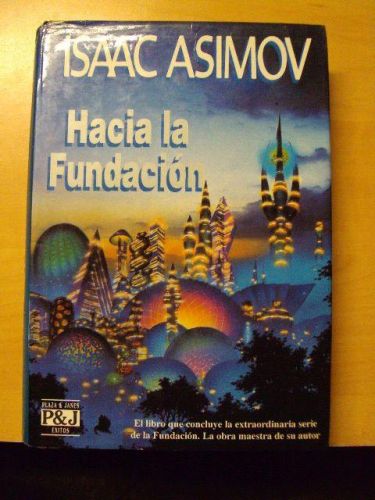 ISAAC ASIMOV
Hacia la
Fundación
PLAZA & JANES
P&J
EXITOS
El libro que concluye la extraordinaria serie
de la Fundación. La obra maestra de su autor